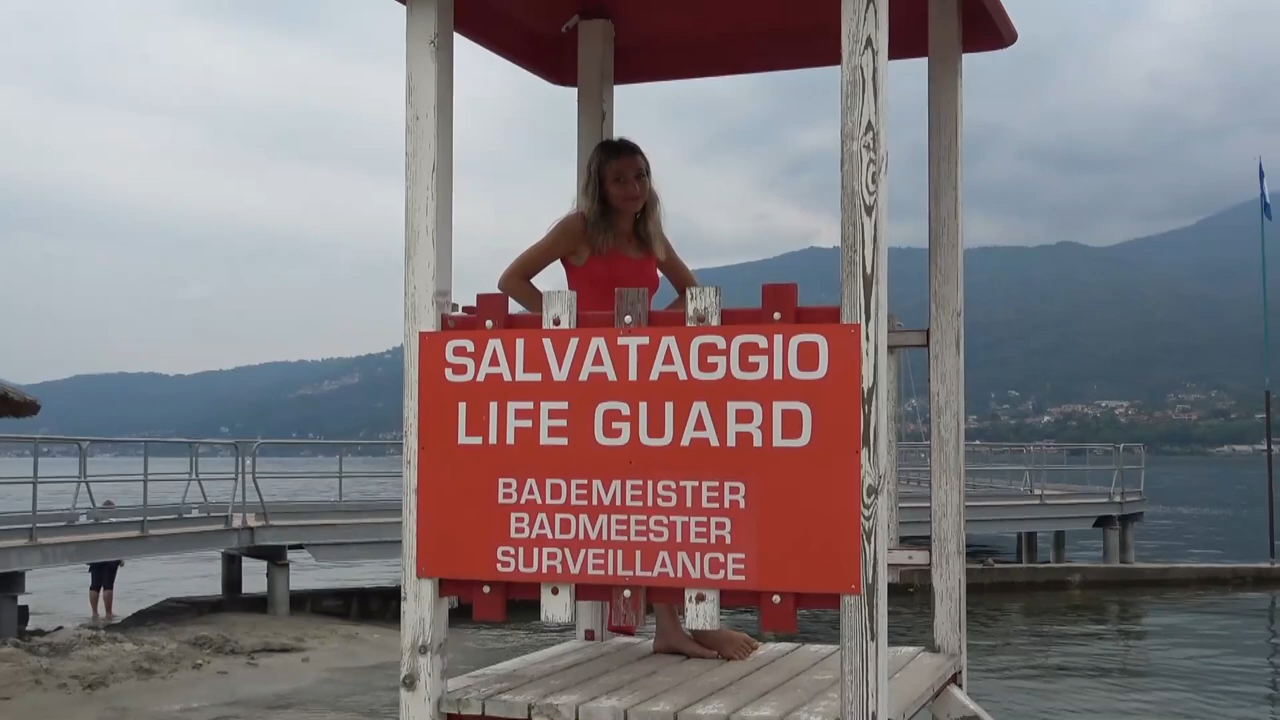 SALVATAGGIO
LIFE GUARD
BADEMEISTER
BADMEESTER
SURVEILLANCE